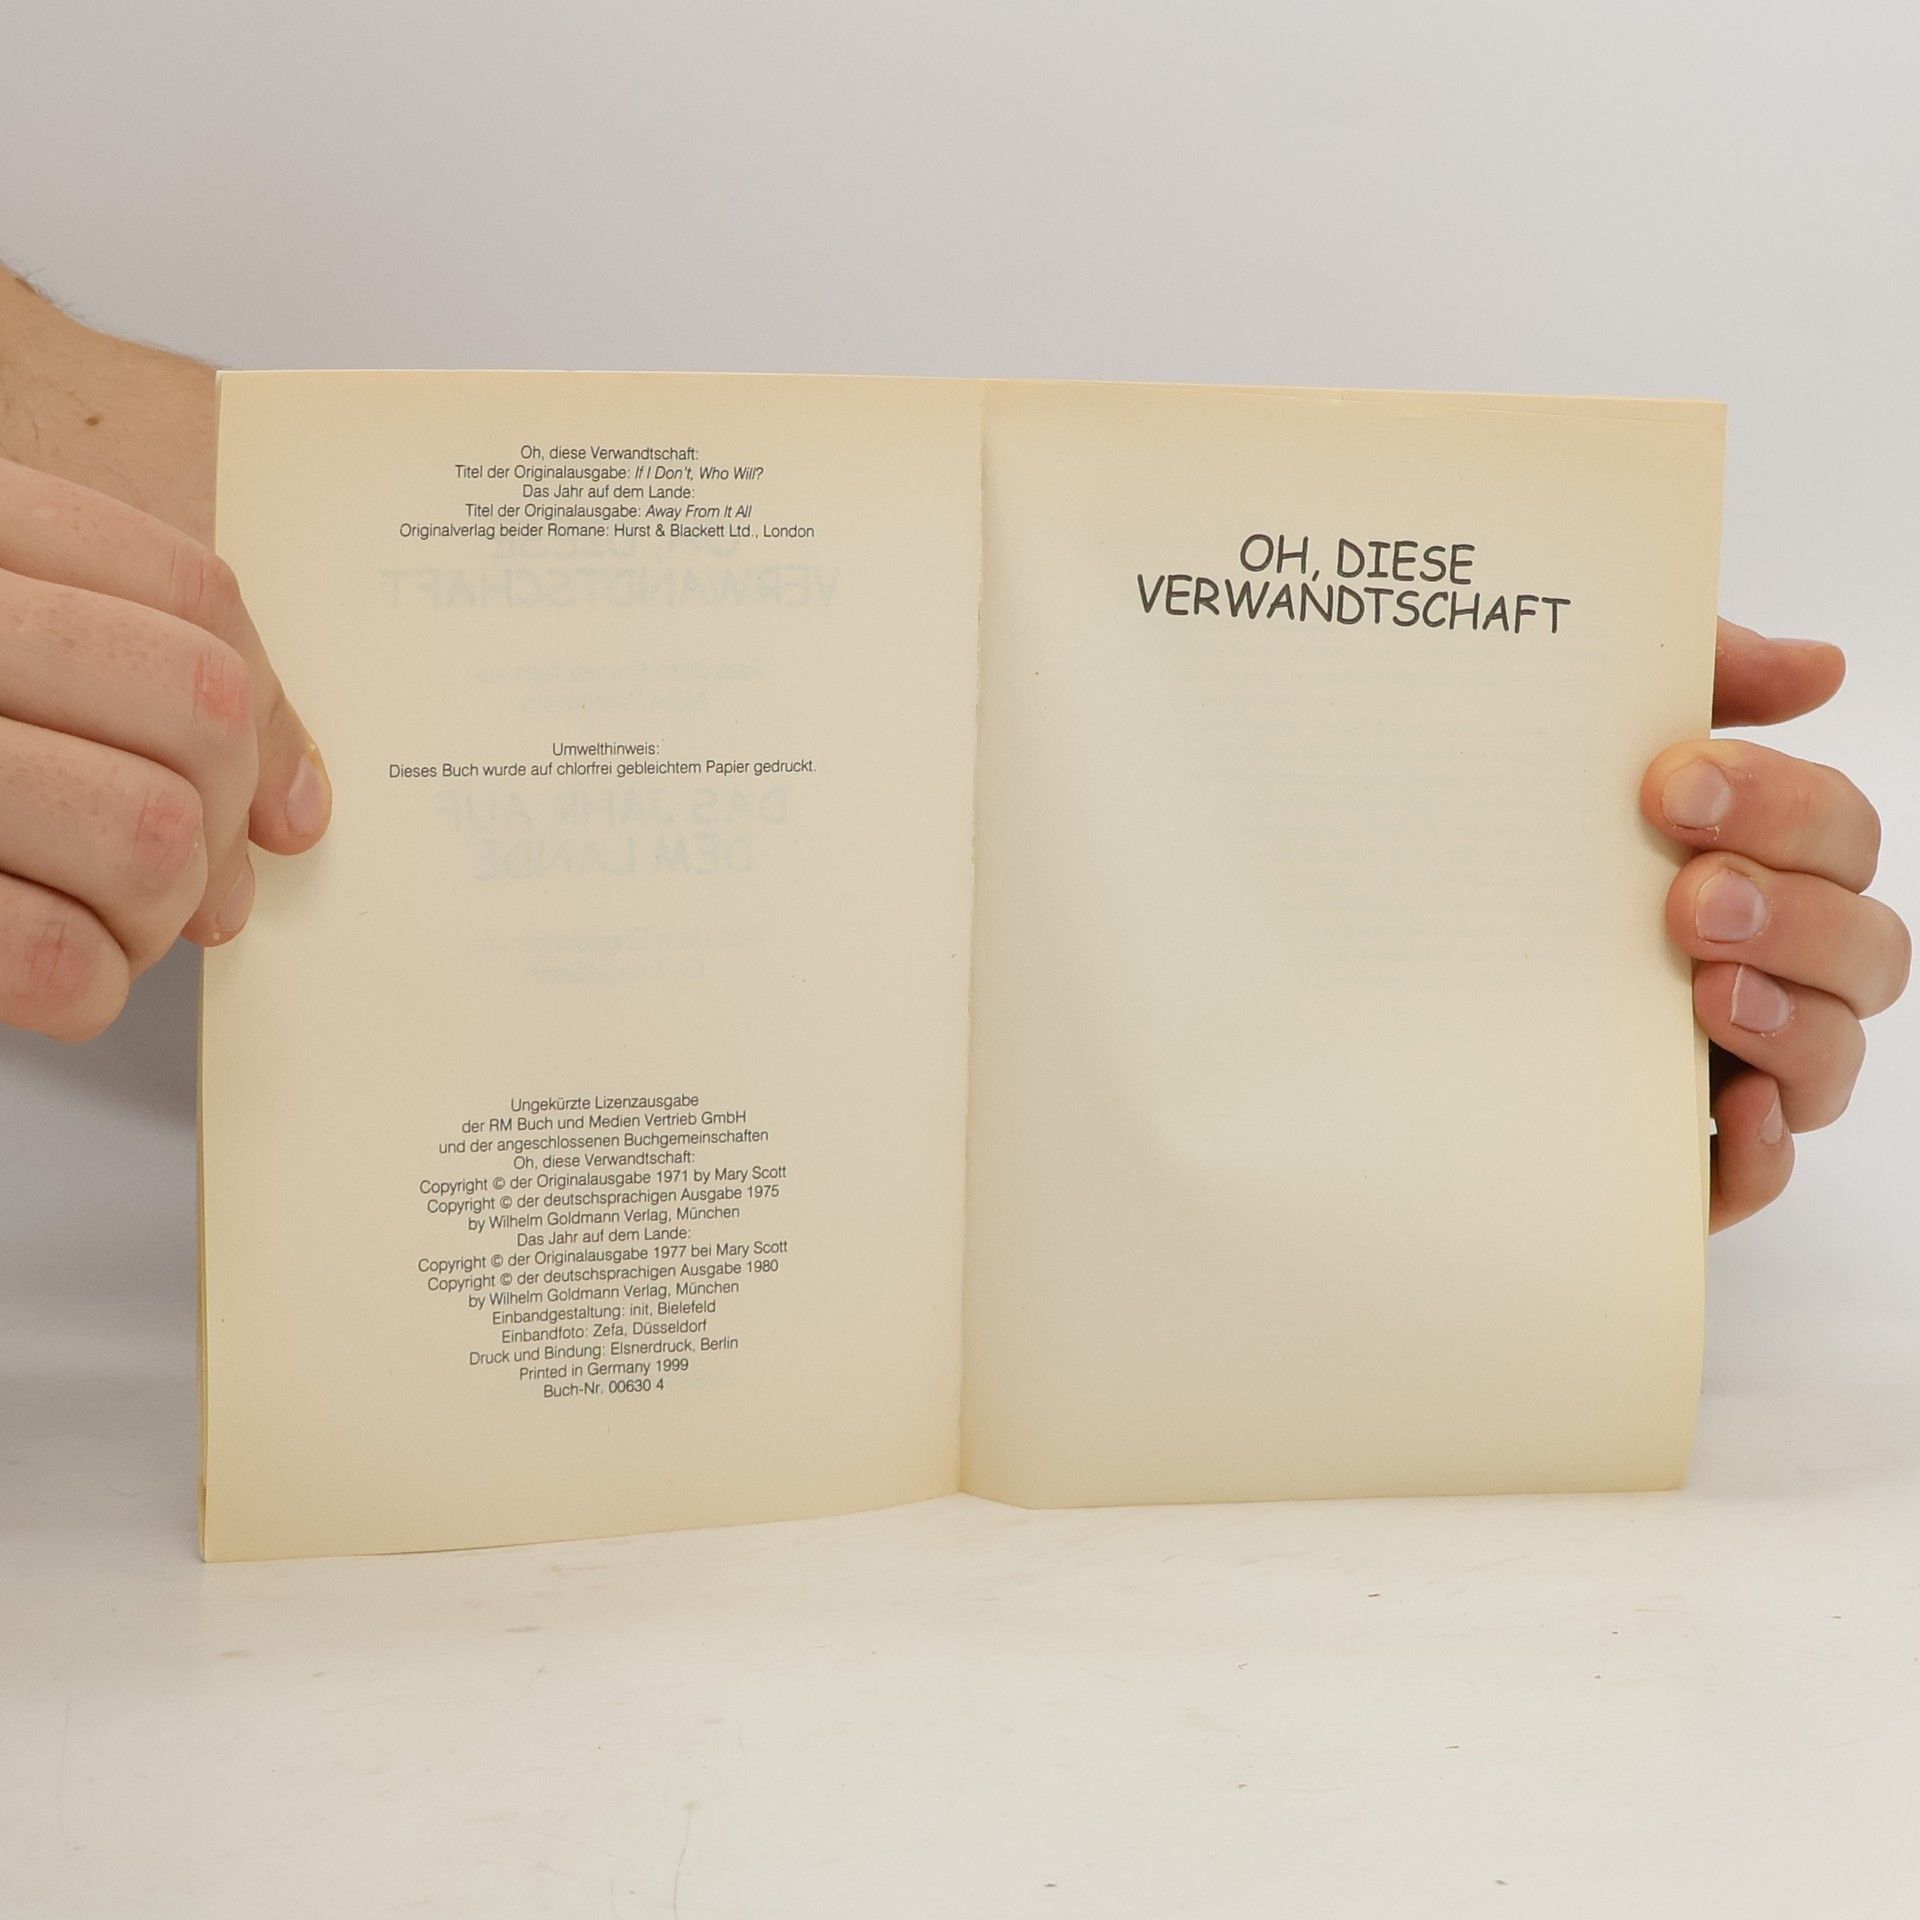 Oh, diese Verwandtschaft:
Titel der Originalausgabe: If I Don't, Who Will?
Das Jahr auf dem Lande:
Titel der Originalausgabe: Away From It All
Originalverlag beider Romane: Hurst & Blackett Ltd., London
Umwelthinweis:
Dieses Buch wurde auf chlorfrei gebleichtem Papier gedruckt.
Ungekürzte Lizenzausgabe
der RM Buch und Medien Vertrieb GmbH
und der angeschlossenen Buchgemeinschaften
Oh, diese Verwandtschaft:
Copyright © der Originalausgabe 1971 by Mary Scott
Copyright © der deutschsprachigen Ausgabe 1975
by Wilhelm Goldmann Verlag, München
Das Jahr auf dem Lande:
Copyright © der Originalausgabe 1977 bei Mary Scott
Copyright © der deutschsprachigen Ausgabe 1980
by Wilhelm Goldmann Verlag, München
Einbandgestaltung: init, Bielefeld
Einbandfoto: Zefa, Düsseldorf
Druck und Bindung: Elsnerdruck, Berlin
Printed in Germany 1999
Buch-Nr. 00630 4
OH, DIESE
VERWANDTSCHAFT